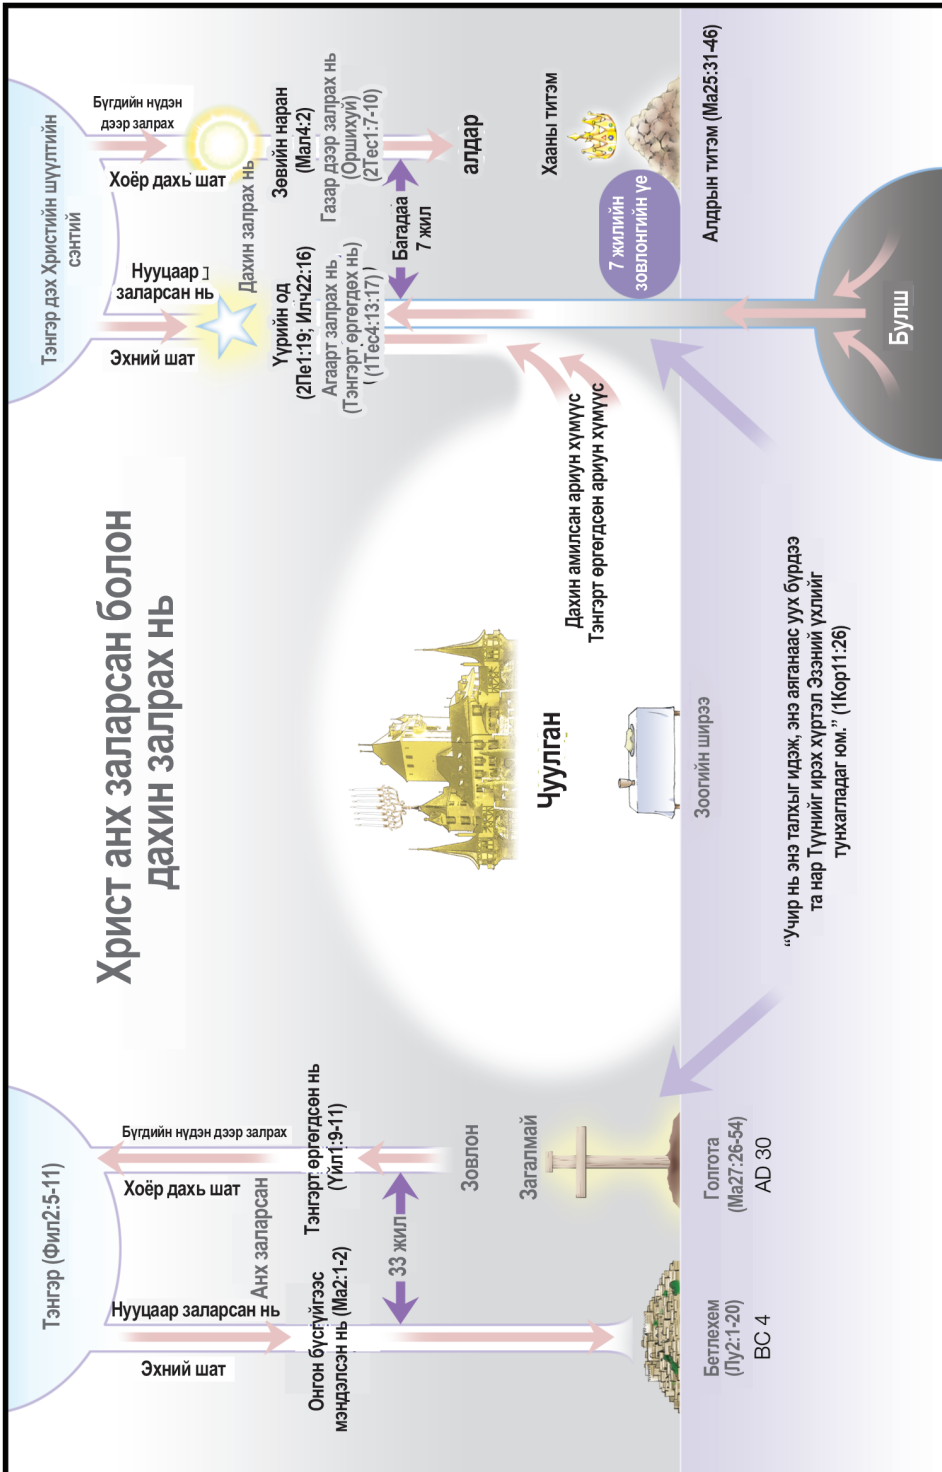 Христ анх заларсан болон
дахин залрах нь
Тэнгэр (Фил2:5-11)
Эхний шат
Нууцаар заларсан нь
Анх заларсан
Хоёр дахь шат
Бүгдийн нүдэн дээр залрах
Онгон бүсгүйгээс
мэндэлсэн нь (Ма2:1-2)
33 жил
Тэнгэрт өргөгдсөн нь
(Үйл1:9-11)
Зовлон
Загалмай
Бетлехем
(Лу2:1-20)
BC 4
Голгота
(Ма27:26-54)
AD 30
Чуулган
Зоогийн ширээ
“Учир нь энэ талхыг идэж, энэ аяганаас уух бүрдээ
та нар Түүнийг ирэх хүртэл Эзэний үхлийг
тунхагладаг юм.” (1Кор11:26)
Дахин амилсан ариун хүмүүс
Тэнгэрт өргөгдсөн ариун хүмүүс
Тэнгэр дэх Христийн шүүлтийн
сэнтий
Эхний шат
Нууцаар
заларсан нь
Дахин залрах нь
Хоёр дахь шат
Бүгдийн нүдэн
дээр залрах
Үүрийн од
(2Пе1:19; Илч22:16)
Агаарт залрах нь
(Тэнгэрт өргөгдөх нь)
(1Тес4:13:17)
Багадаа
7 жил
Зөвийн наран
(Мал4:2)
Газар дээр залрах нь
(Оршихуй)
(2Тес1:7-10)
алдар
Хааны титэм
7 жилийн
зовлонгийн үе
Алдрын титэм (Ма25:31-46)
Булш